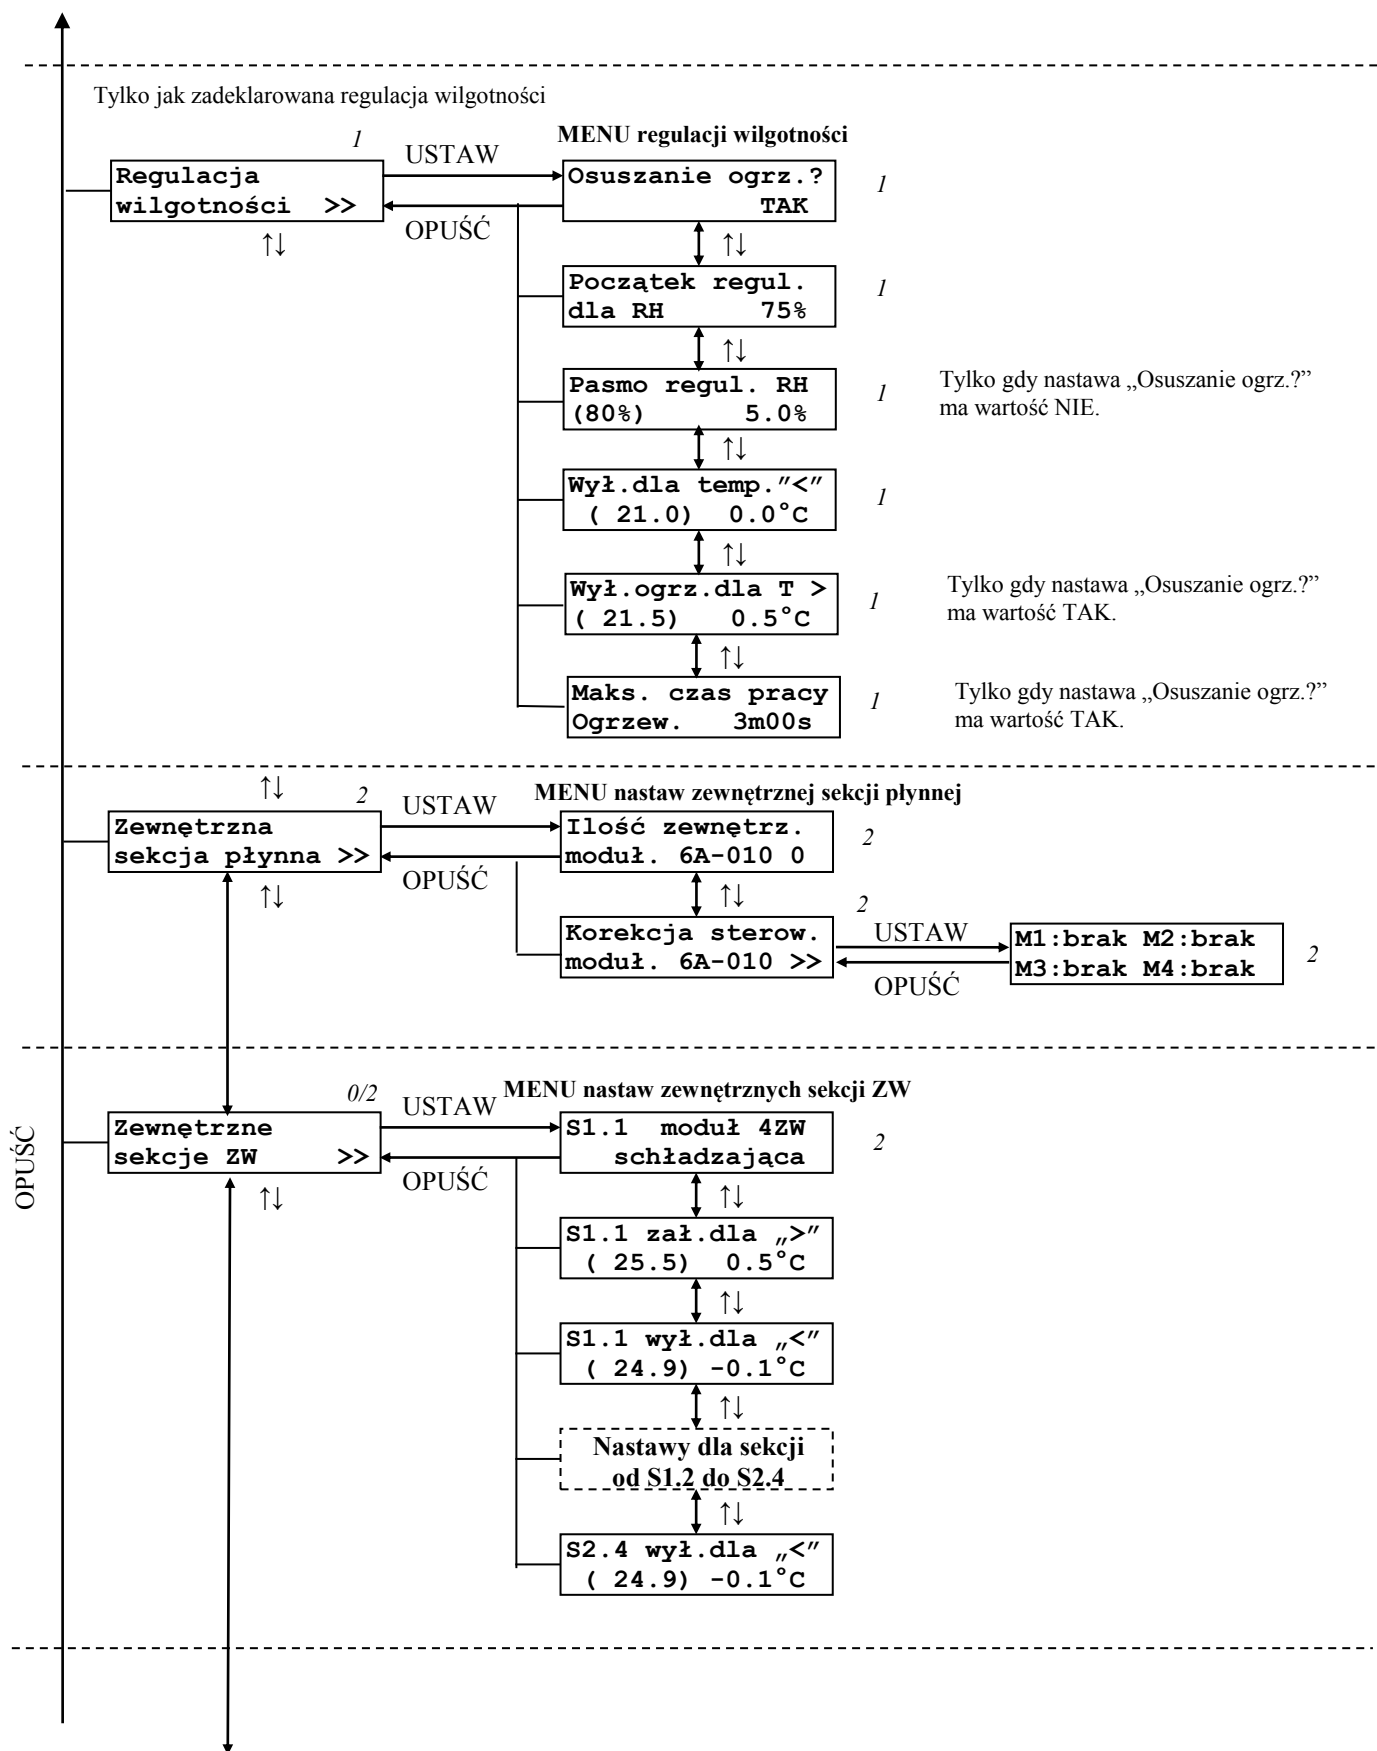 Tylko jak zadeklarowana regulacja wilgotności
1
USTAW
MENU regulacji wilgotności
Regulacja
wilgotności >>
OPUŚĆ
↑↓
Osuszanie ogrz.?
TAK
1
↑↓
Początek regul.
dla RH 75%
1
↑↓
Pasmo regul. RH
(80%) 5.0%
1
Tylko gdy nastawa „Osuszanie ogrz.?”
ma wartość NIE.
↑↓
Wył.dla temp.″<″
( 21.0) 0.0°C
1
↑↓
Wył.ogrz.dla T >
( 21.5) 0.5°C
1
Tylko gdy nastawa „Osuszanie ogrz.?”
ma wartość TAK.
↑↓
Maks. czas pracy
Ogrzew. 3m00s
1
Tylko gdy nastawa „Osuszanie ogrz.?”
ma wartość TAK.
↑↓
2
USTAW
MENU nastaw zewnętrznej sekcji płynnej
Zewnętrzna
sekcja płynna >>
OPUŚĆ
↑↓
Ilość zewnętrz.
moduł. 6A-010 0
2
↑↓
2
Korekcja sterow.
moduł. 6A-010 >>
USTAW
OPUŚĆ
M1:brak M2:brak
M3:brak M4:brak
2
OPUŚĆ
0/2
USTAW
MENU nastaw zewnętrznych sekcji ZW
Zewnętrzne
sekcje ZW >>
OPUŚĆ
↑↓
S1.1 moduł 4ZW
schładzająca
2
↑↓
S1.1 zał.dla „>″
( 25.5) 0.5°C
↑↓
S1.1 wył.dla „<″
( 24.9) -0.1°C
↑↓
Nastawy dla sekcji
od S1.2 do S2.4
↑↓
S2.4 wył.dla „<″
( 24.9) -0.1°C